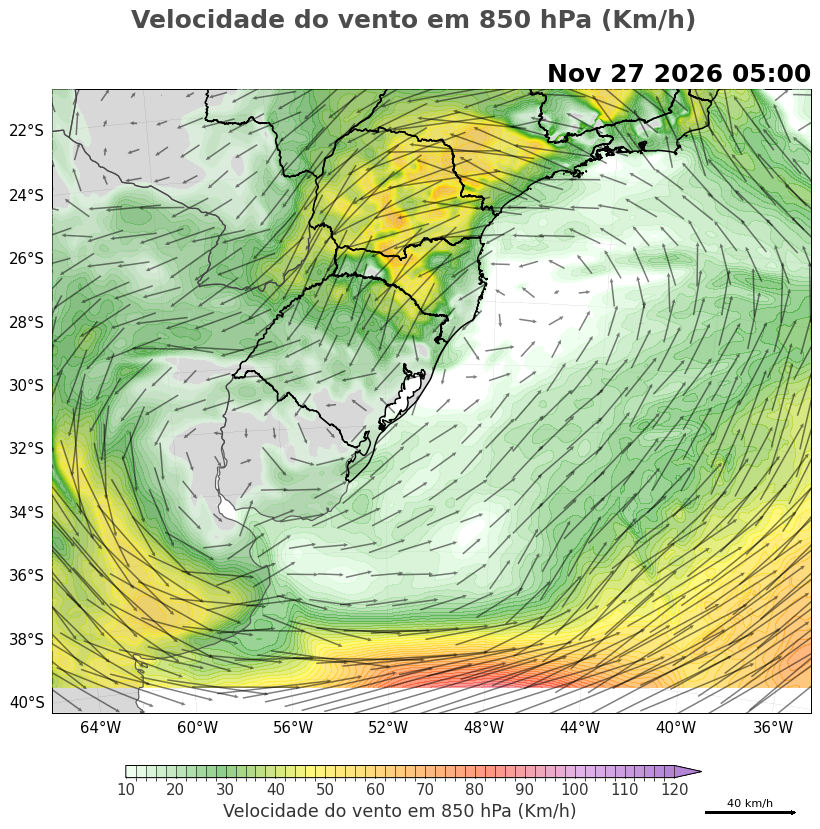 Velocidade do vento em 850 hPa (Km/h)
Nov 27 2026 05:00
22°S
24°S
26°S
28°S
30°S
32°S
34°S
36°S
38°S
40°S
64°W 60°W 56°W 52°W 48°W 44°W 40°W 36°W
10 20 30 40 50 60 70 80 90 100 110 120
Velocidade do vento em 850 hPa (Km/h)
40 km/h